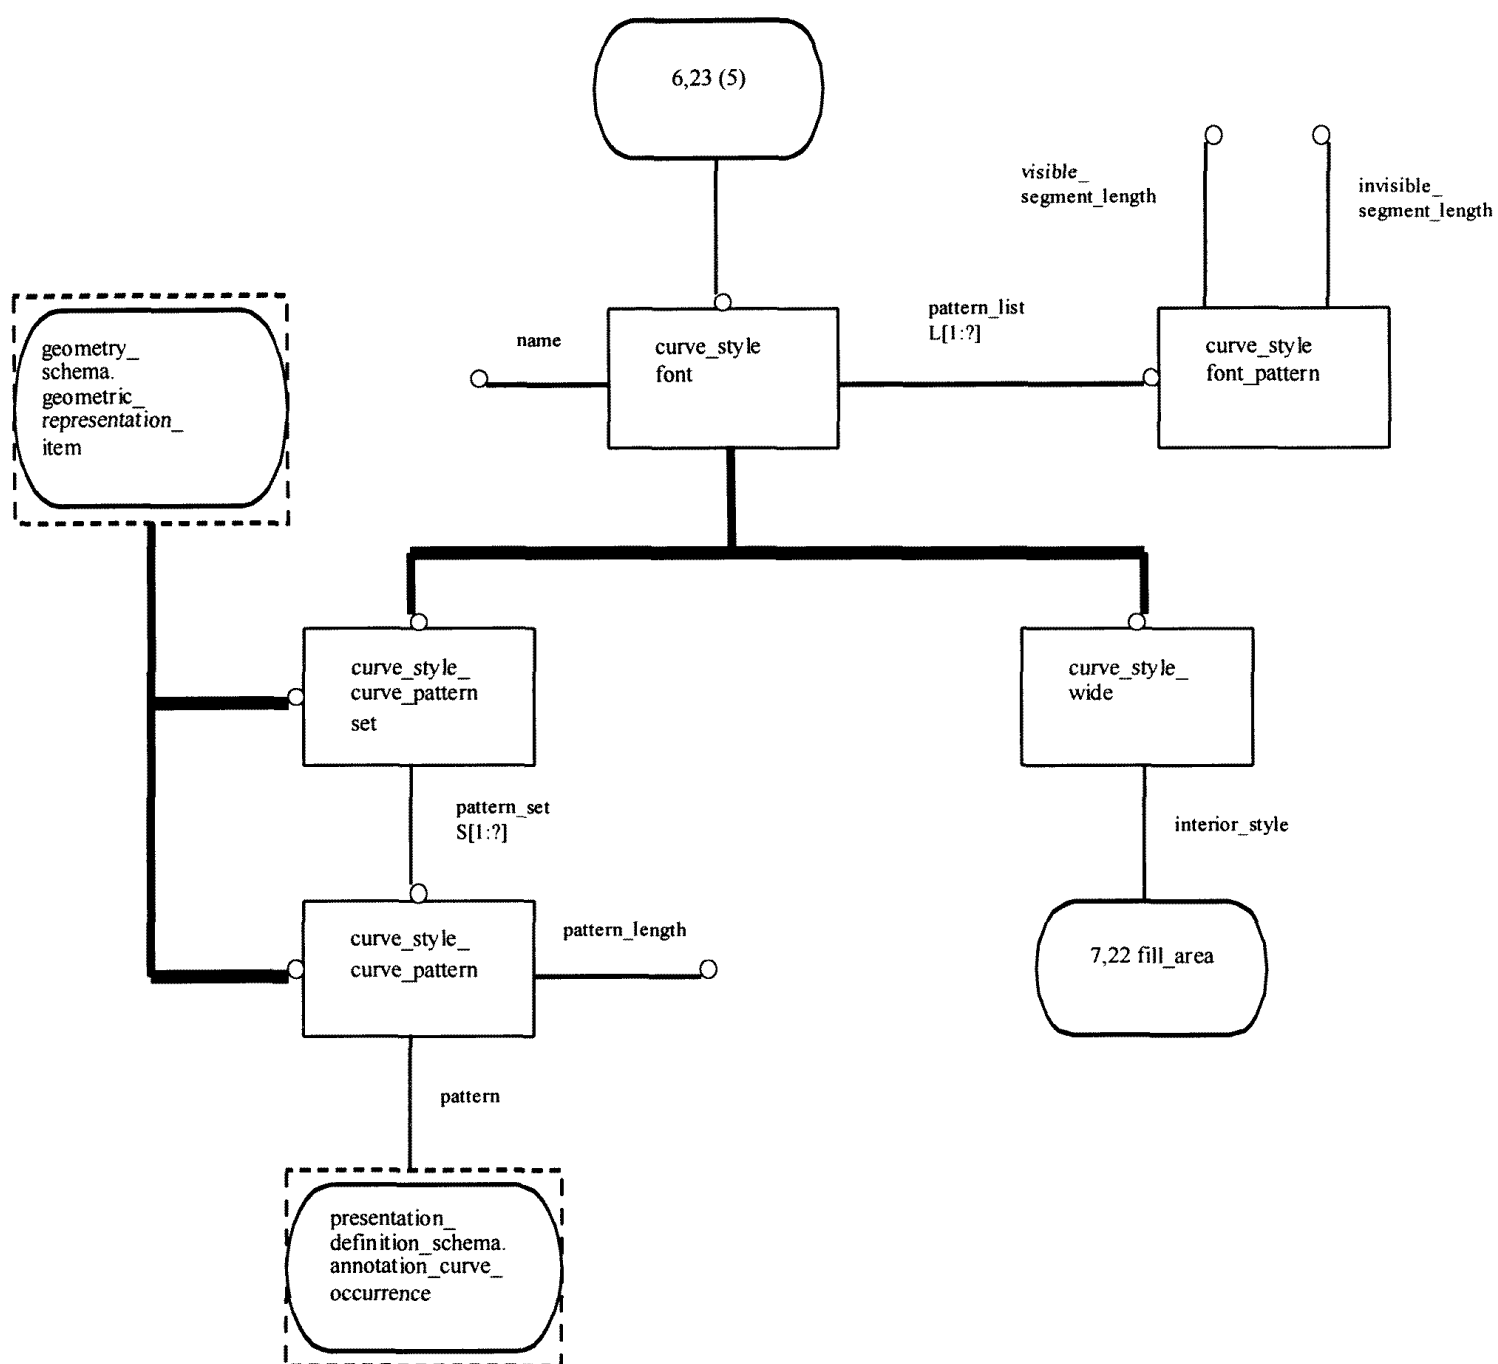 6,23 (5)
visible_
segment_length
invisible_
segment_length
geometry_
schema.
geometric_
representation_
item
name
curve_style
font
pattern_list
L[1:?]
curve_style
font_pattern
curve_style_
curve_pattern
set
curve_style_
wide
pattern_set
S[1:?]
interior_style
curve_style_
curve_pattern
pattern_length
7,22 fill_area
pattern
presentation_
definition_schema.
annotation_curve_
occurrence